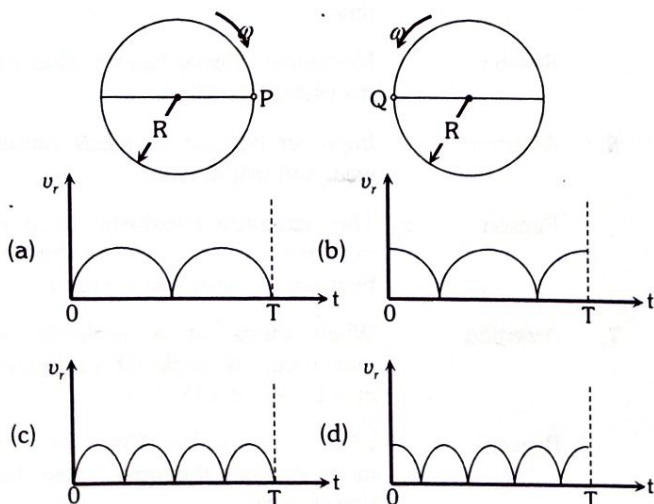 ω ω
P Q
R R
(a) v_r 0 T t
(b) v_r 0 T t
(c) v_r 0 T t
(d) v_r 0 T t